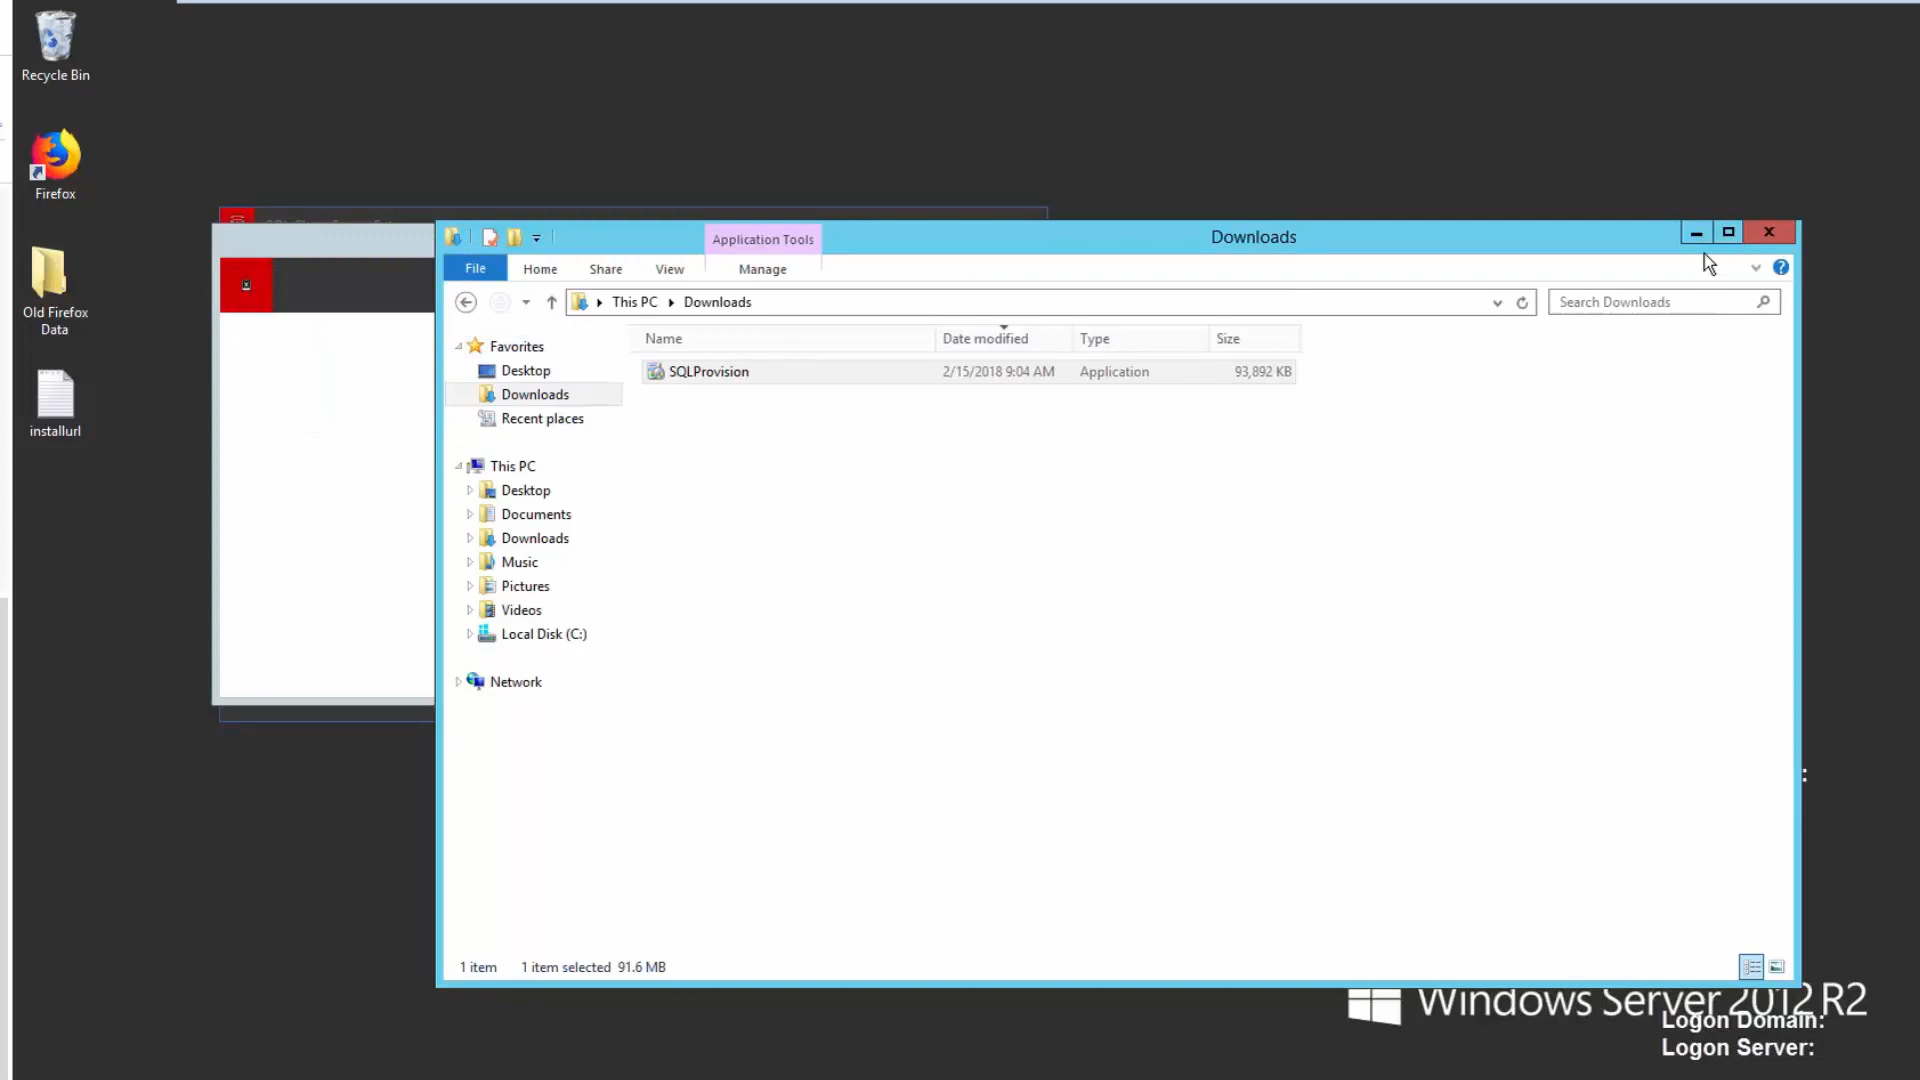 Recycle Bin
Firefox
Old Firefox
Data
installurl
Application Tools
Downloads
File
Home
Share
View
Manage
This PC
Downloads
Search Downloads
Favorites
Desktop
Downloads
Recent places
This PC
Desktop
Documents
Downloads
Music
Pictures
Videos
Local Disk (C:)
Network
Name
Date modified
Type
Size
SQLProvision
2/15/2018 9:04 AM
Application
93,892 KB
1 item
1 item selected 91.6 MB
:
Windows Server 2012 R2
Logon Domain:
Logon Server: